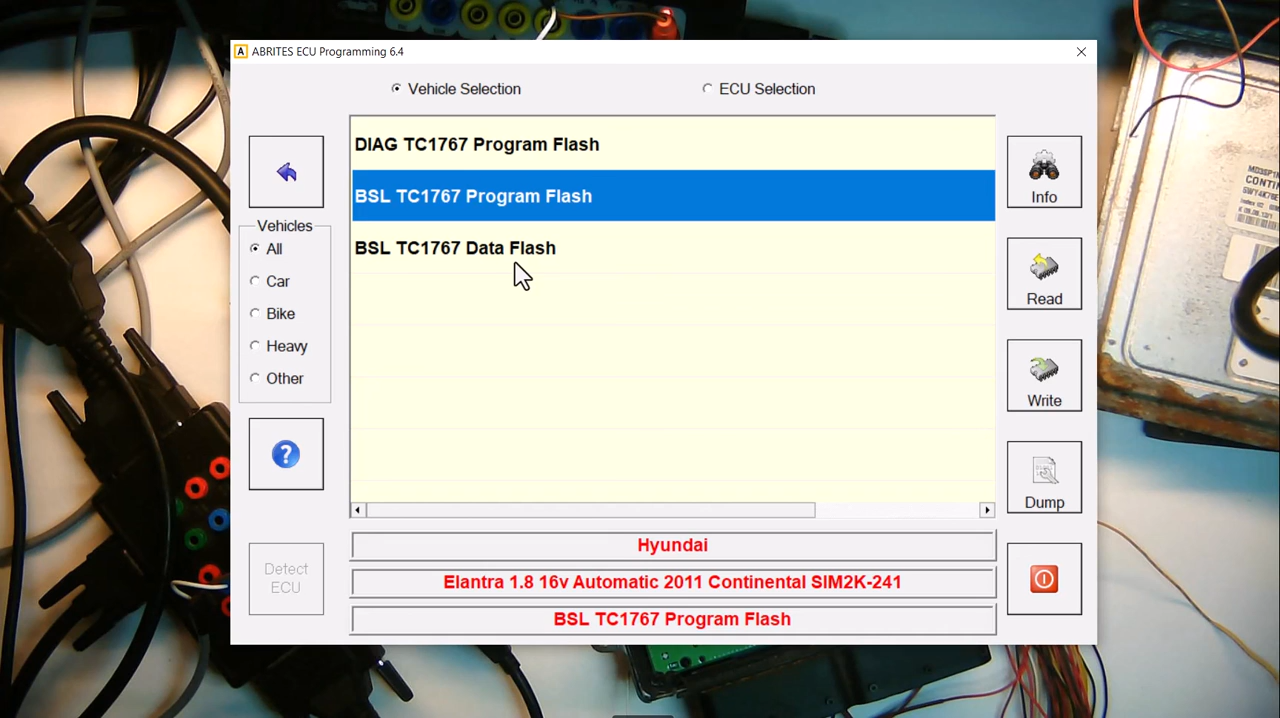 A ABRITES ECU Programming 6.4
Vehicle Selection
ECU Selection
DIAG TC1767 Program Flash
BSL TC1767 Program Flash
BSL TC1767 Data Flash
Vehicles
All
Car
Bike
Heavy
Other
?
Detect
ECU
Info
Read
Write
Dump
Hyundai
Elantra 1.8 16v Automatic 2011 Continental SIM2K-241
BSL TC1767 Program Flash